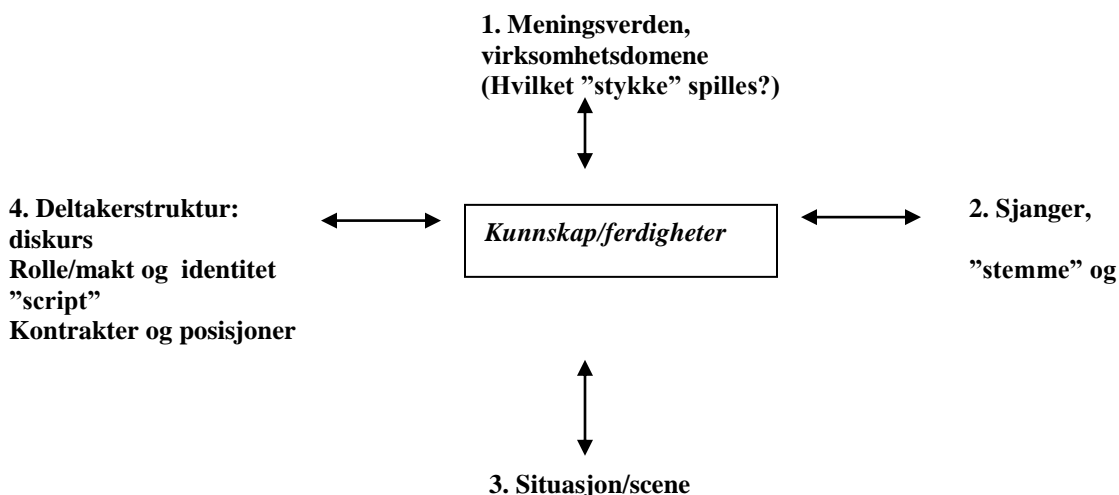 1. Meningsverden,
virksomhetsdomene
(Hvilket ”stykke” spilles?)
4. Deltakerstruktur:
diskurs
Rolle/makt og identitet
”script”
Kontrakter og posisjoner
Kunnskap/ferdigheter
2. Sjanger,
”stemme” og
3. Situasjon/scene